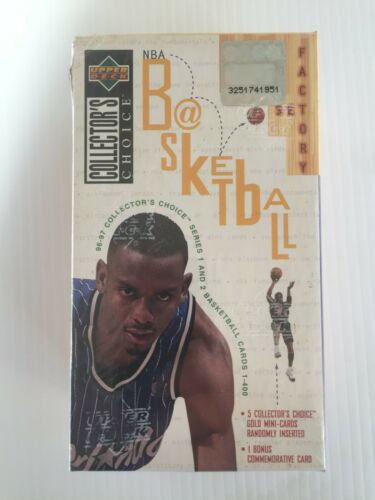 UPPER
DECK
COLLECTOR'S
CHOICE
NBA
B@sketball
3251741951
SE
FACTORY
96-97 COLLECTOR'S CHOICE™ SERIES 1 AND 2 BASKETBALL CARDS 1-400
• 5 COLLECTOR'S CHOICE™
GOLD MINI-CARDS
RANDOMLY INSERTED
• 1 BONUS
COMMEMORATIVE CARD